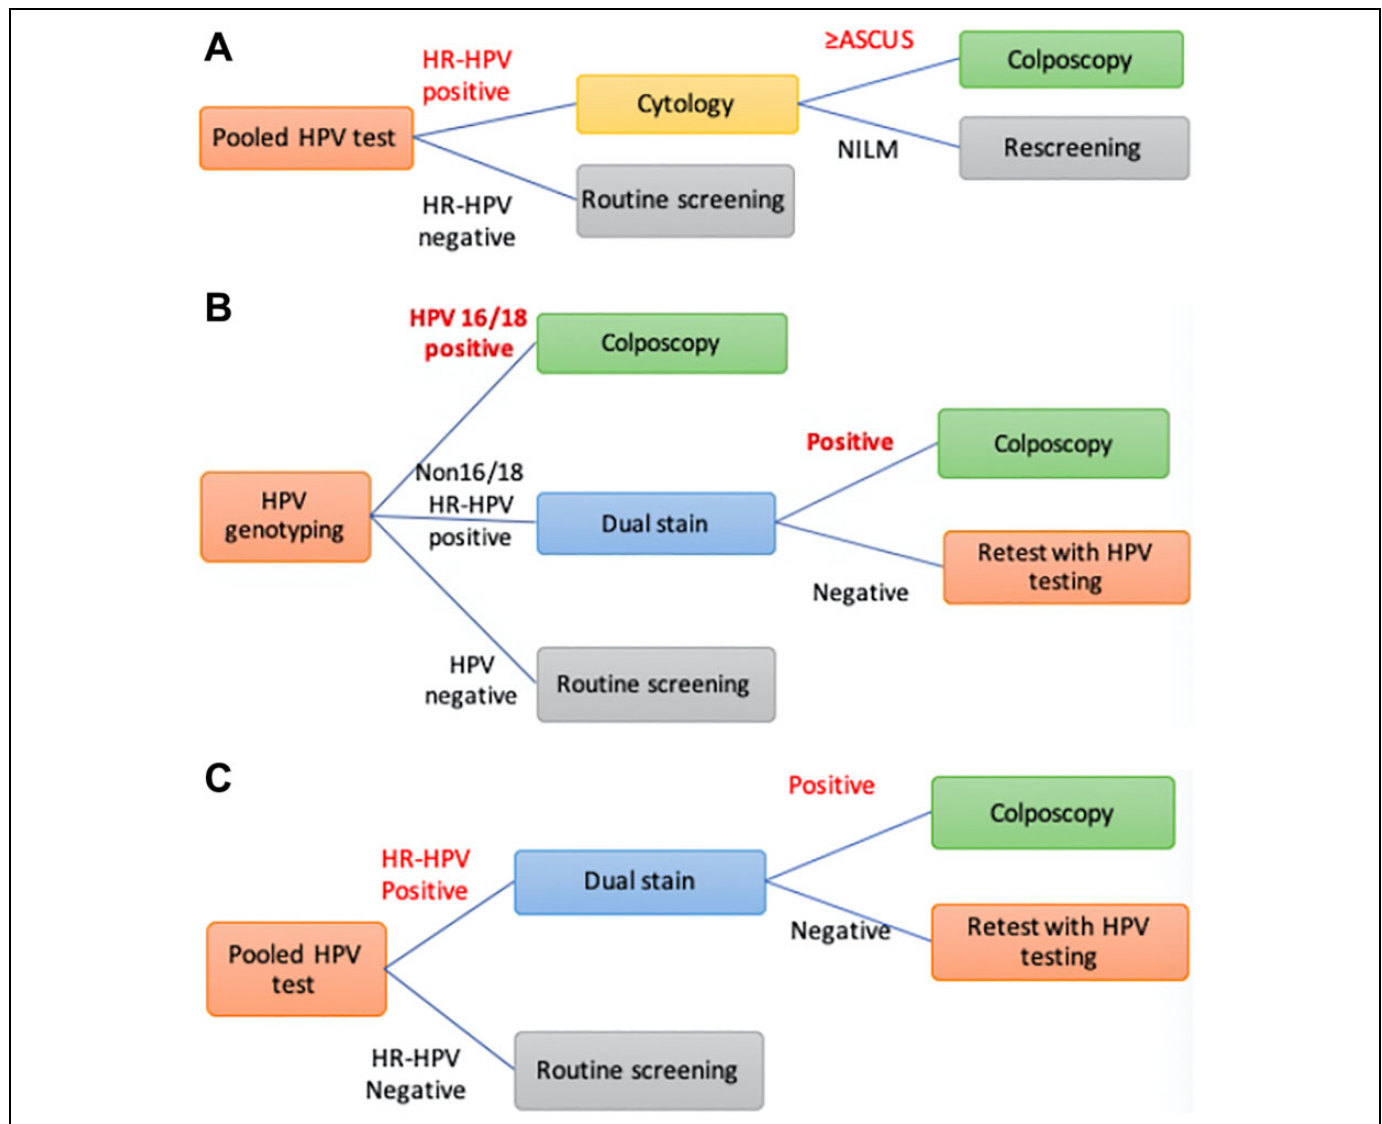 A
HR-HPV
positive
≥ASCUS
Colposcopy
Pooled HPV test
Cytology
NILM
Rescreening
HR-HPV
negative
Routine screening
B
HPV 16/18
positive
Colposcopy
Positive
Colposcopy
HPV
genotyping
Non16/18
HR-HPV
positive
Dual stain
Negative
Retest with HPV
testing
HPV
negative
Routine screening
C
Positive
Colposcopy
HR-HPV
Positive
Dual stain
Negative
Retest with HPV
testing
Pooled HPV
test
HR-HPV
Negative
Routine screening